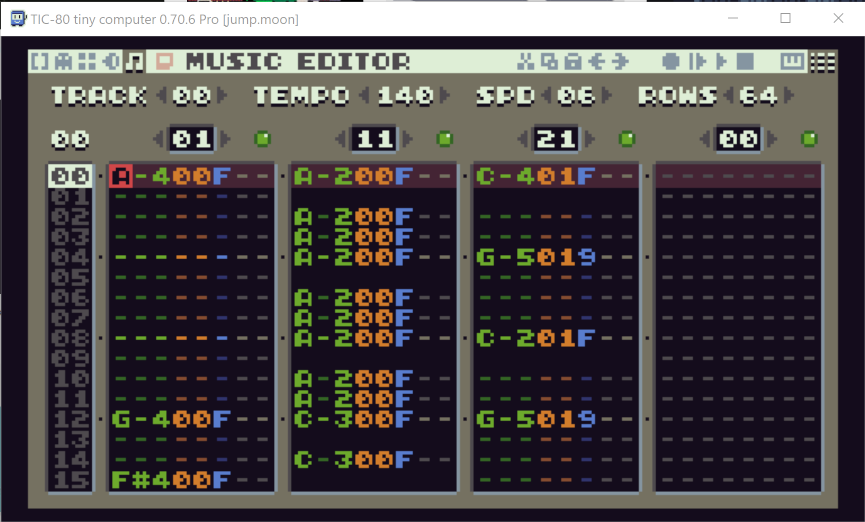 TIC-80 tiny computer 0.70.6 Pro [jump.moon]
MUSIC EDITOR
TRACK 00 TEMPO 140 SPD 06 ROWS 64
00 01 11 21 00
00 A-400F-- A-200F-- C-401F-- --------
01 -------- -------- -------- --------
02 -------- A-200F-- -------- --------
03 -------- A-200F-- -------- --------
04 -------- A-200F-- G-5019-- --------
05 -------- -------- -------- --------
06 -------- A-200F-- -------- --------
07 -------- A-200F-- -------- --------
08 -------- A-200F-- C-201F-- --------
09 -------- -------- -------- --------
10 -------- A-200F-- -------- --------
11 -------- A-200F-- -------- --------
12 G-400F-- C-300F-- G-5019-- --------
13 -------- -------- -------- --------
14 -------- C-300F-- -------- --------
15 F#400F-- -------- -------- --------